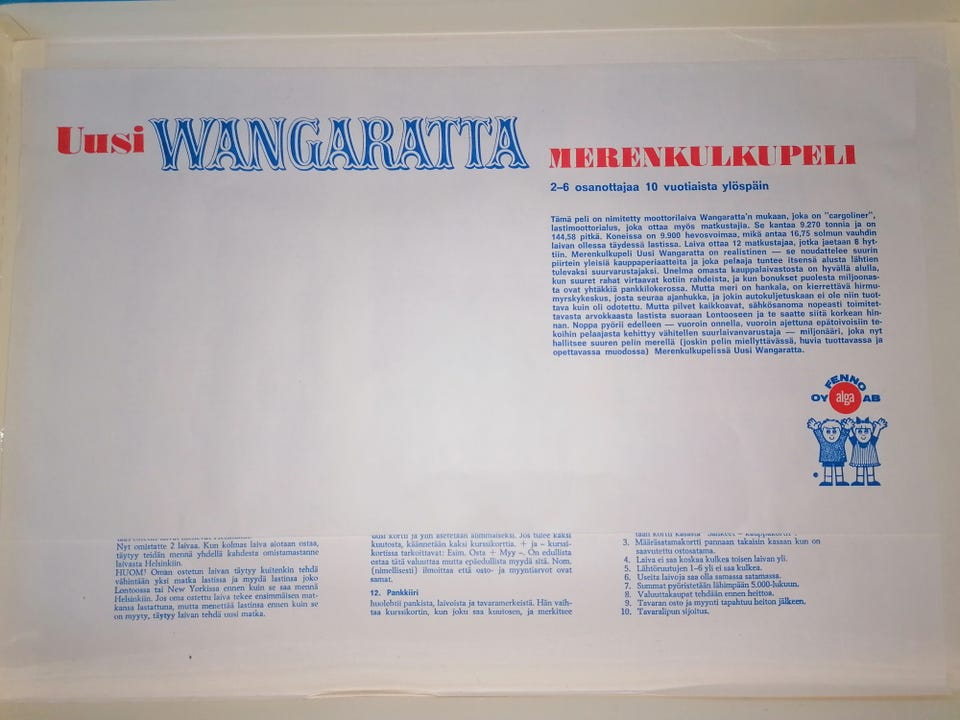 Uusi WANGARATTA
MERENKULKUPELI
2–6 osanottajaa 10 vuotiaista ylöspäin
Tämä peli on nimitetty moottorilaiva Wangaratta'n mukaan, joka on "cargoliner",
lastimoottorialus, joka ottaa myös matkustajia. Se kantaa 9.270 tonnia ja on
144,58 pitkä. Koneissa on 9.900 hevosvoimaa, mikä antaa 16,75 solmun vauhdin
laivan ollessa täydessä lastissa. Laiva ottaa 12 matkustajaa, jotka jaetaan 8 hyt-
tiin. Merenkulkupeli Uusi Wangaratta on realistinen — se noudattelee suurin
piirtein yleisiä kauppaperiaatteita ja joka pelaaja tuntee itsensä alusta lähtien
tulevaksi suurvarustajaksi. Unelma omasta kauppalaivastosta on hyvällä alulla,
kun suuret rahat virtaavat kotiin rahdeista, ja kun bonukset puolesta miljoonas-
ta ovat yhtäkkiä pankkilokerossa. Mutta meri on hankala, on kierrettävä hirmu-
myrskykeskus, josta seuraa ajanhukka, ja jokin autokuljetuskaan ei ole niin tuot-
tava kuin oli odotettu. Mutta pilvet kaikkoavat, sähkösanoma nopeasti toimitet-
tavasta arvokkaasta lastista suoraan Lontooseen ja te saatte siitä korkean hin-
nan. Noppa pyörii edelleen — vuoroin onnella, vuoroin ajettuna epätoivoisiin te-
koihin pelaajasta kehittyy vähitellen suurlaivanvarustaja — miljonääri, joka nyt
hallitsee suuren pelin merellä (joskin pelin miellyttävässä, huvia tuottavassa ja
opettavassa muodossa) Merenkulkupelissä Uusi Wangaratta.
OY FENNO AB
alga
Nyt omistatte 2 laivaa. Kun kolmas laiva aiotaan ostaa,
täytyy teidän mennä yhdellä kahdesta omistamastanne
laivasta Helsinkiin.
HUOM! Oman ostetun laivan täytyy kuitenkin tehdä
vähintään yksi matka lastissa ja myydä lastinsa joko
Lontoossa tai New Yorkissa ennen kuin se saa mennä
Helsinkiin. Jos oma ostettu laiva tekee ensimmäisen mat-
kansa lastattuna, mutta menettää lastinsa ennen kuin se
on myyty, täytyy laivan tehdä uusi matka.
uusi kortti ja niin asetetaan alimmaiseksi. Jos tulee kaksi
kuutosta, käännetään kaksi kurssikorttia. + ja – kurssi-
kortissa tarkoittavat: Esim. Osta + Myy –. On edullista
ostaa tätä valuuttaa mutta epäedullista myydä sitä. Nom.
(nimellisesti) ilmoittaa että osto- ja myyntiarvot ovat
samat.
12. Pankkiiri
huolehtii pankista, laivoista ja tavaramerkeistä. Hän vaih-
taa kurssikortin, kun joku saa kuutosen, ja merkitsee
3. Määräsatamakortti pannaan takaisin kasaan kun on
saavutettu ostosatama.
4. Laiva ei saa koskaa kulkea toisen laivan yli.
5. Lähtöruutujen 1–6 yli ei saa kulkea.
6. Useita laivoja saa olla samassa satamassa.
7. Summat pyöristetään lähimpään 5.000-lukuun.
8. Valuuttakaupat tehdään ennen heittoa.
9. Tavaran osto ja myynti tapahtuu heiton jälkeen.
10. Tavaralipun sijoitus.